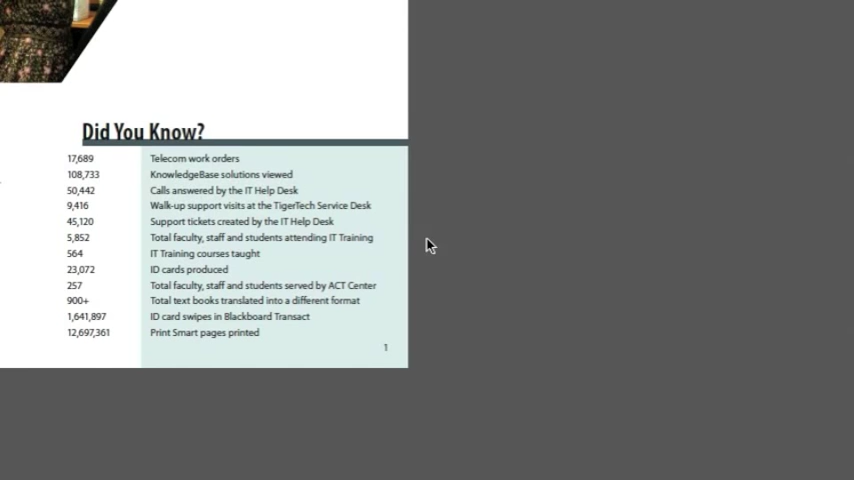 Did You Know?
17,689 Telecom work orders
108,733 KnowledgeBase solutions viewed
50,442 Calls answered by the IT Help Desk
9,416 Walk-up support visits at the TigerTech Service Desk
45,120 Support tickets created by the IT Help Desk
5,852 Total faculty, staff and students attending IT Training
564 IT Training courses taught
23,072 ID cards produced
257 Total faculty, staff and students served by ACT Center
900+ Total text books translated into a different format
1,641,897 ID card swipes in Blackboard Transact
12,697,361 Print Smart pages printed
1